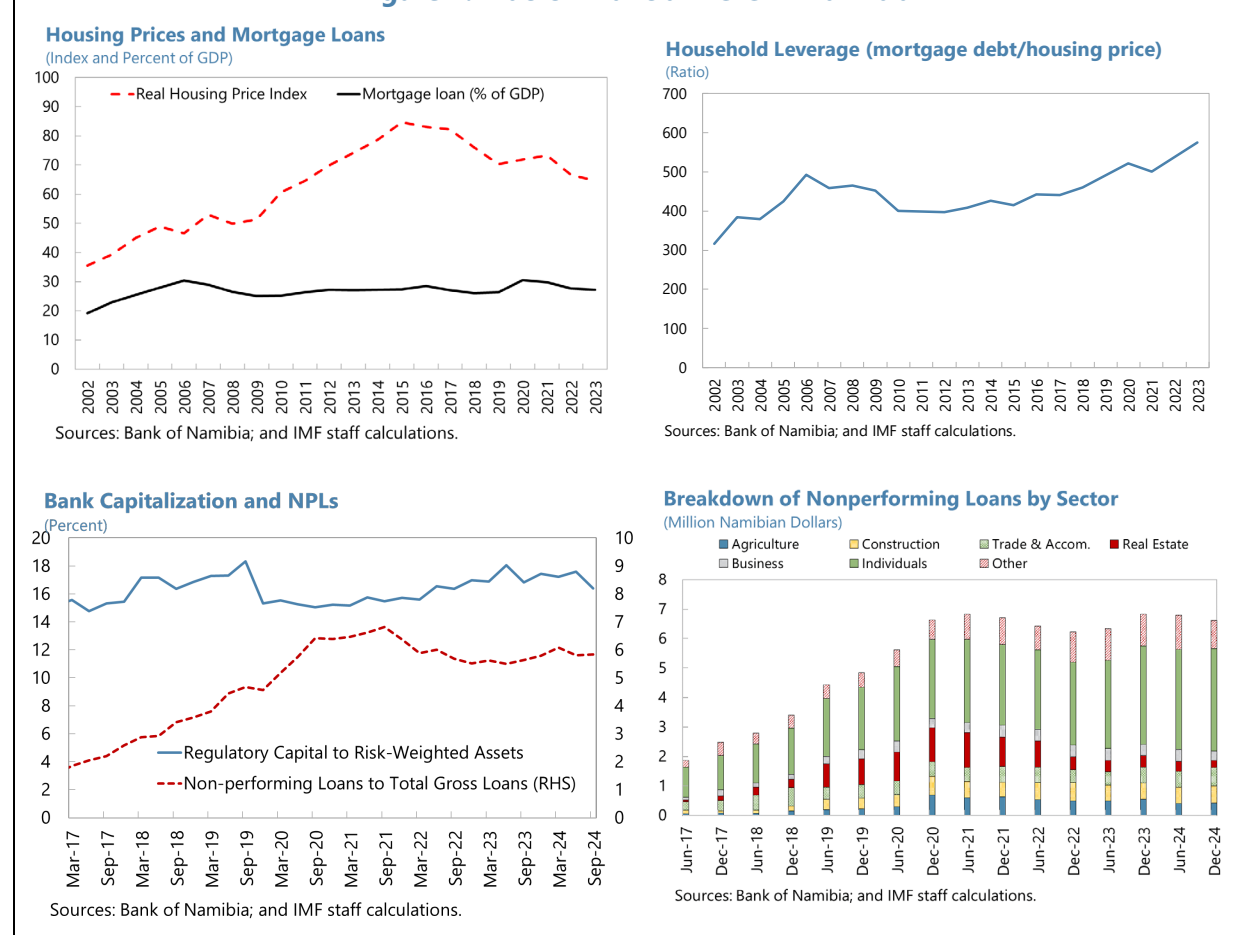 Housing Prices and Mortgage Loans
(Index and Percent of GDP)
100
90
80
70
60
50
40
30
20
10
0
Real Housing Price Index
Mortgage loan (% of GDP)
2002
2003
2004
2005
2006
2007
2008
2009
2010
2011
2012
2013
2014
2015
2016
2017
2018
2019
2020
2021
2022
2023
Sources: Bank of Namibia; and IMF staff calculations.
Household Leverage (mortgage debt/housing price)
(Ratio)
700
600
500
400
300
200
100
0
2002
2003
2004
2005
2006
2007
2008
2009
2010
2011
2012
2013
2014
2015
2016
2017
2018
2019
2020
2021
2022
2023
Sources: Bank of Namibia; and IMF staff calculations.
Bank Capitalization and NPLs
(Percent)
20
18
16
14
12
10
8
6
4
2
0
10
9
8
7
6
5
4
3
2
1
0
Regulatory Capital to Risk-Weighted Assets
Non-performing Loans to Total Gross Loans (RHS)
Mar-17
Sep-17
Mar-18
Sep-18
Mar-19
Sep-19
Mar-20
Sep-20
Mar-21
Sep-21
Mar-22
Sep-22
Mar-23
Sep-23
Mar-24
Sep-24
Sources: Bank of Namibia; and IMF staff calculations.
Breakdown of Nonperforming Loans by Sector
(Million Namibian Dollars)
Agriculture
Construction
Trade & Accom.
Real Estate
Business
Individuals
Other
8
7
6
5
4
3
2
1
0
Jun-17
Dec-17
Jun-18
Dec-18
Jun-19
Dec-19
Jun-20
Dec-20
Jun-21
Dec-21
Jun-22
Dec-22
Jun-23
Dec-23
Jun-24
Dec-24
Sources: Bank of Namibia; and IMF staff calculations.